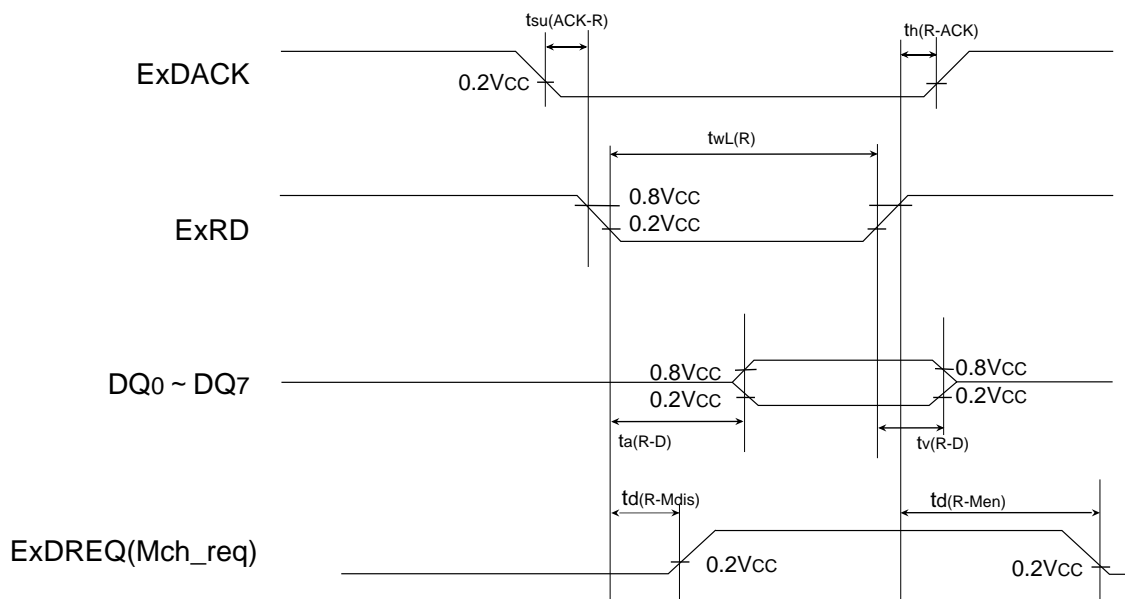 tsu(ACK-R)
th(R-ACK)
ExDACK
0.2VCC
twL(R)
0.8VCC
ExRD
0.2VCC
DQ0 ~ DQ7
0.8VCC
0.8VCC
0.2VCC
0.2VCC
ta(R-D)
tv(R-D)
td(R-Mdis)
td(R-Men)
ExDREQ(Mch_req)
0.2VCC
0.2VCC